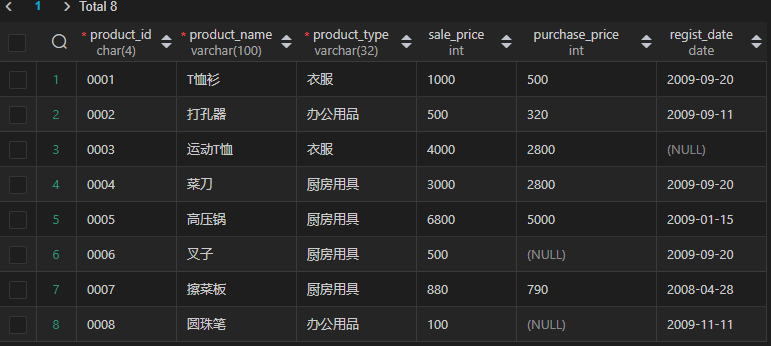 1 Total 8
* product_id * product_name * product_type sale_price purchase_price regist_date
char(4) varchar(100) varchar(32) int int date
1 0001 T恤衫 衣服 1000 500 2009-09-20
2 0002 打孔器 办公用品 500 320 2009-09-11
3 0003 运动T恤 衣服 4000 2800 (NULL)
4 0004 菜刀 厨房用具 3000 2800 2009-09-20
5 0005 高压锅 厨房用具 6800 5000 2009-01-15
6 0006 叉子 厨房用具 500 (NULL) 2009-09-20
7 0007 擦菜板 厨房用具 880 790 2008-04-28
8 0008 圆珠笔 办公用品 100 (NULL) 2009-11-11